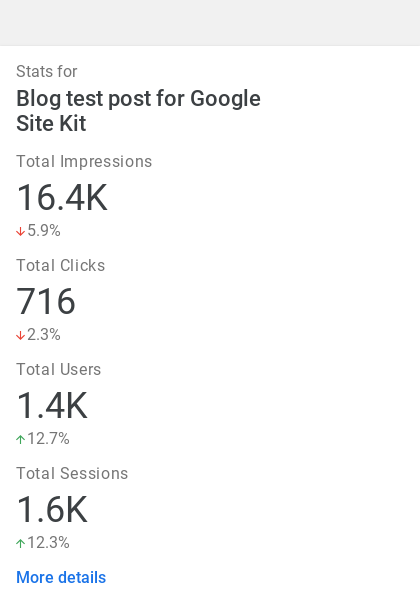 Stats for
Blog test post for Google
Site Kit
Total Impressions
16.4K
↓5.9%
Total Clicks
716
↓2.3%
Total Users
1.4K
↑12.7%
Total Sessions
1.6K
↑12.3%
More details